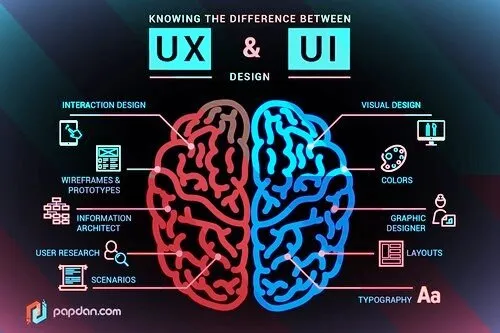 KNOWING THE DIFFERENCE BETWEEN
UX & UI
DESIGN
INTERACTION DESIGN
WIREFRAMES &
PROTOTYPES
INFORMATION
ARCHITECT
USER RESEARCH
SCENARIOS
VISUAL DESIGN
COLORS
GRAPHIC
DESIGNER
LAYOUTS
TYPOGRAPHY Aa
papdan.com